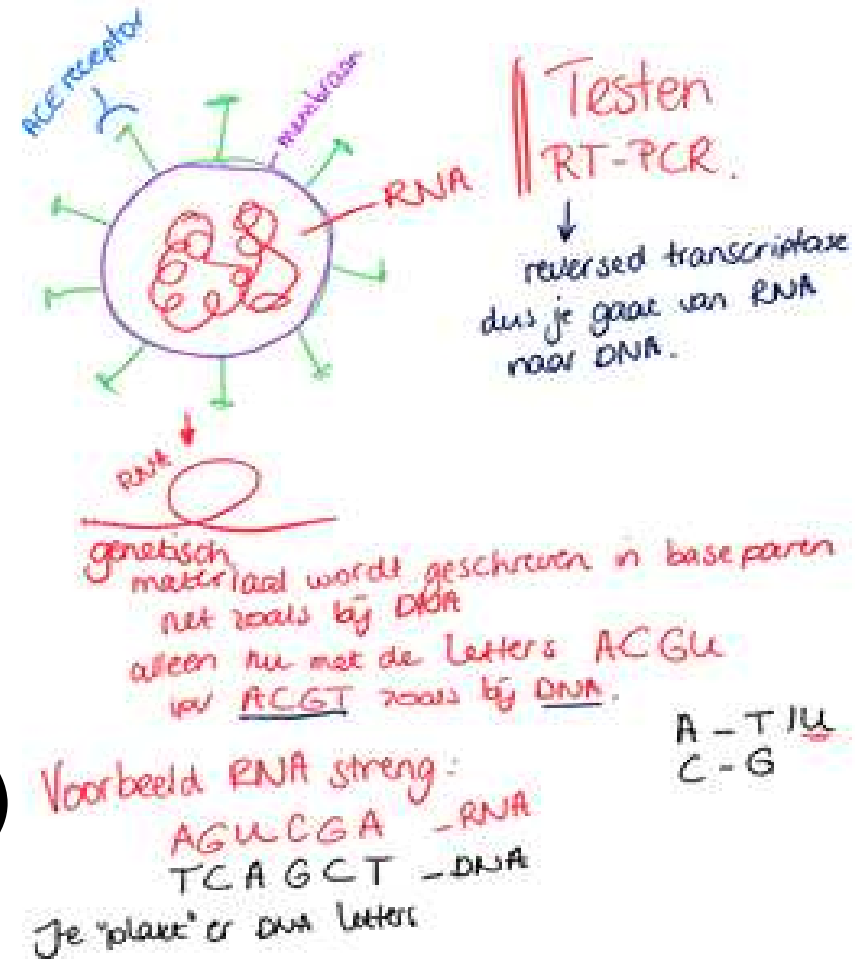 ACE receptor
membraan
RNA
Testen
RT-PCR.
reversed transcriptase
dus je gaat van RNA
naar DNA.
RNA
genetisch
materiaal wordt geschreven in baseparen
net zoals bij DNA
alleen nu met de letters ACGU
ipv ACGT zoals bij DNA.
A - T / U
C - G
Voorbeeld RNA streng:
AGUCGA - RNA
TCAGCT - DNA
Je "plakt" er DNA letters